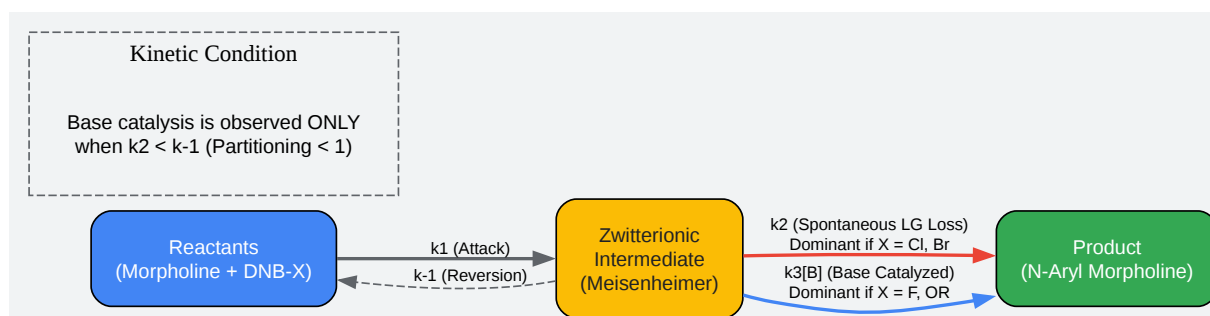 Kinetic Condition
Base catalysis is observed ONLY
when k2 < k-1 (Partitioning < 1)
Reactants
(Morpholine + DNB-X)
k1 (Attack)
k-1 (Reversion)
Zwitterionic
Intermediate
(Meisenheimer)
k2 (Spontaneous LG Loss)
Dominant if X = Cl, Br
k3[B] (Base Catalyzed)
Dominant if X = F, OR
Product
(N-Aryl Morpholine)